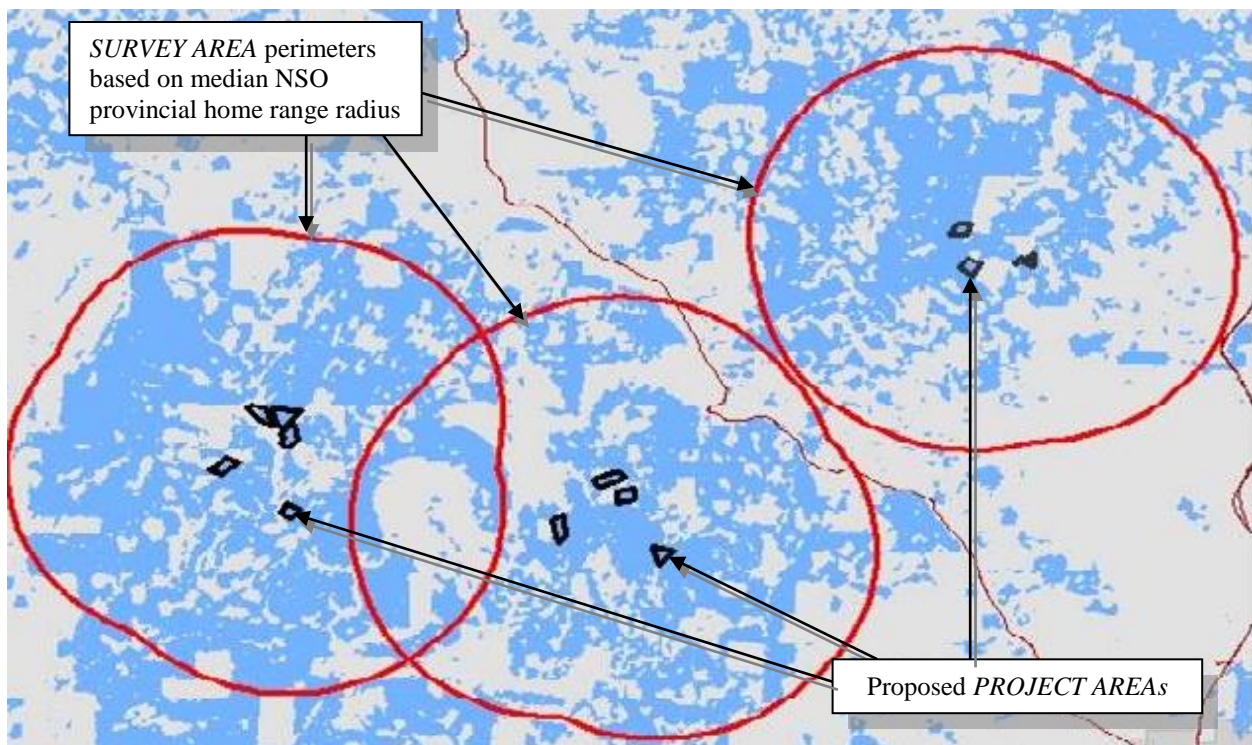 SURVEY AREA perimeters
based on median NSO
provincial home range radius
Proposed PROJECT AREAs